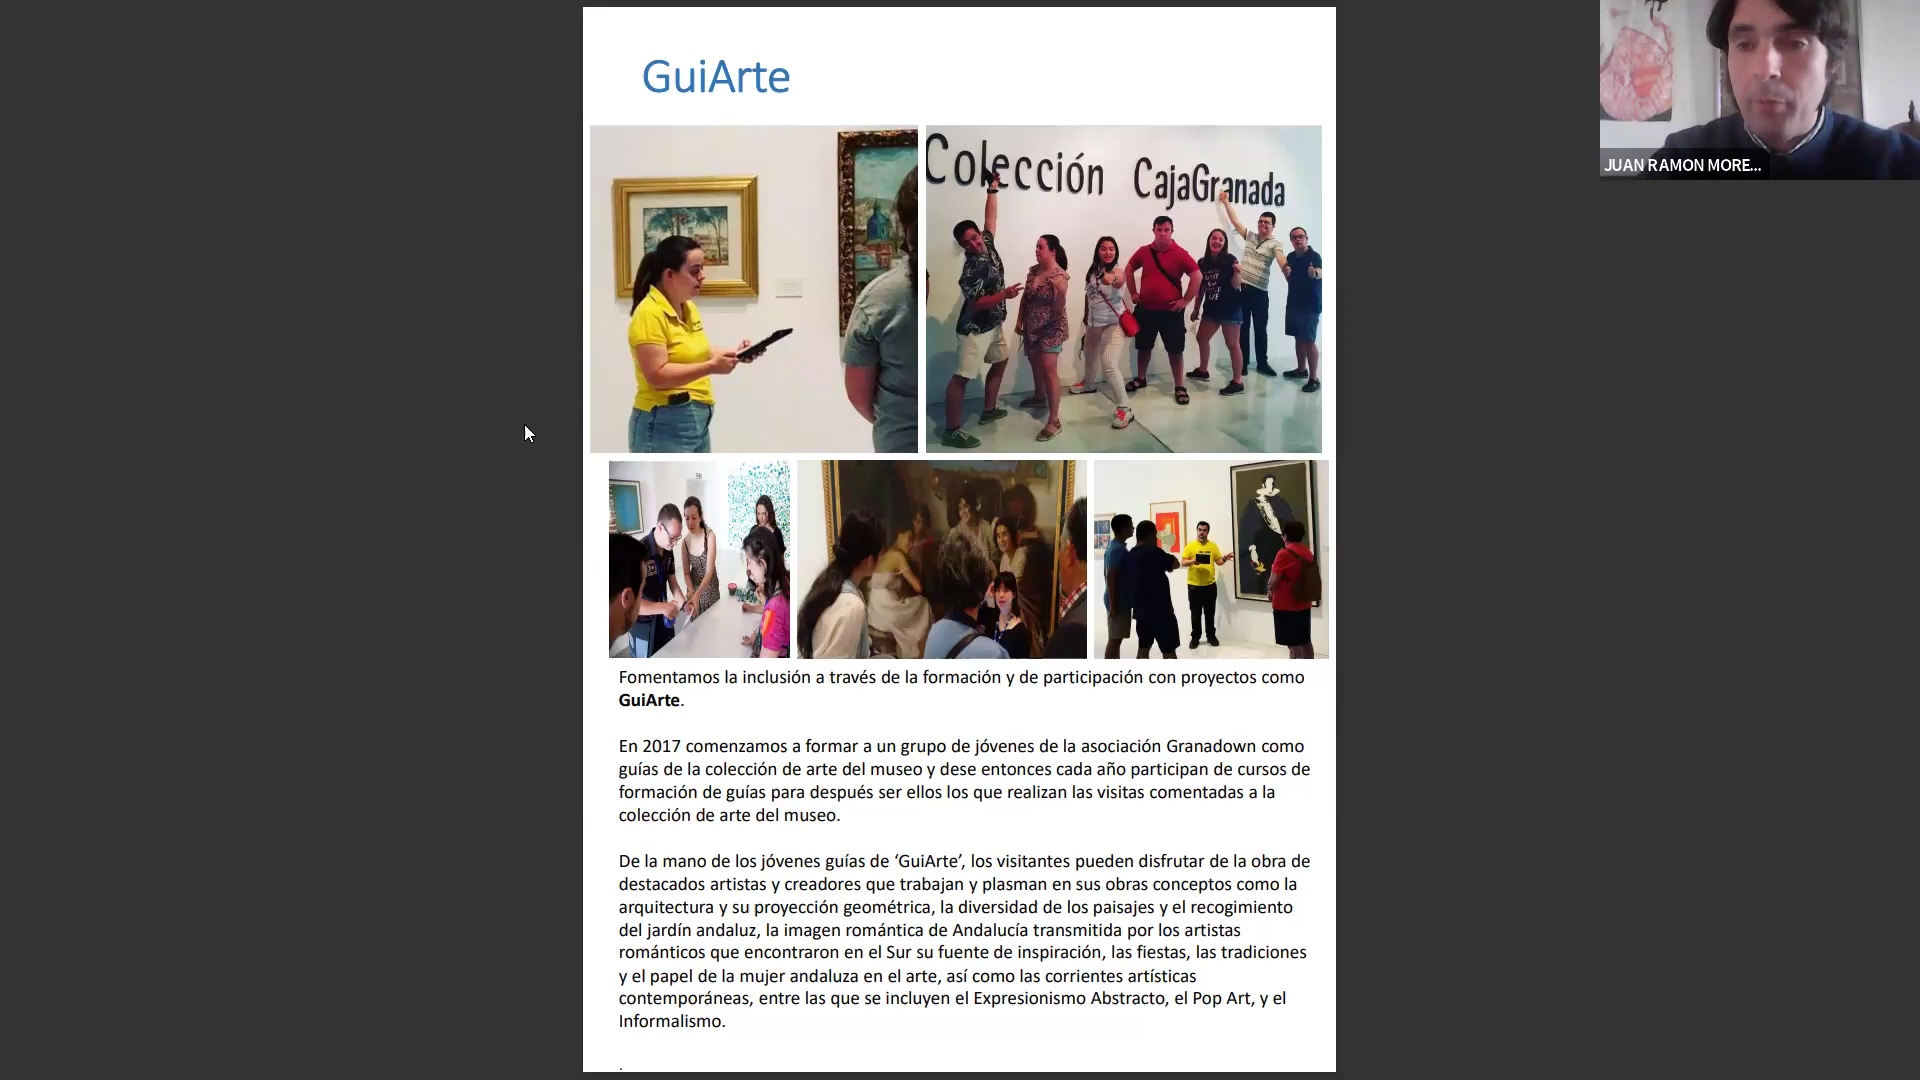 GuiArte
Colección CajaGranada
JUAN RAMON MORE...
Fomentamos la inclusión a través de la formación y de participación con proyectos como
GuiArte.
En 2017 comenzamos a formar a un grupo de jóvenes de la asociación Granadown como
guías de la colección de arte del museo y dese entonces cada año participan de cursos de
formación de guías para después ser ellos los que realizan las visitas comentadas a la
colección de arte del museo.
De la mano de los jóvenes guías de ‘GuiArte’, los visitantes pueden disfrutar de la obra de
destacados artistas y creadores que trabajan y plasman en sus obras conceptos como la
arquitectura y su proyección geométrica, la diversidad de los paisajes y el recogimiento
del jardín andaluz, la imagen romántica de Andalucía transmitida por los artistas
románticos que encontraron en el Sur su fuente de inspiración, las fiestas, las tradiciones
y el papel de la mujer andaluza en el arte, así como las corrientes artísticas
contemporáneas, entre las que se incluyen el Expresionismo Abstracto, el Pop Art, y el
Informalismo.
.